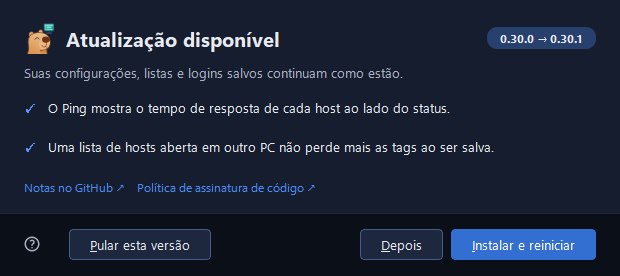 Atualização disponível
0.30.0 → 0.30.1
Suas configurações, listas e logins salvos continuam como estão.
✓ O Ping mostra o tempo de resposta de cada host ao lado do status.
✓ Uma lista de hosts aberta em outro PC não perde mais as tags ao ser salva.
Notas no GitHub ↗ Política de assinatura de código ↗
? Pular esta versão Depois Instalar e reiniciar